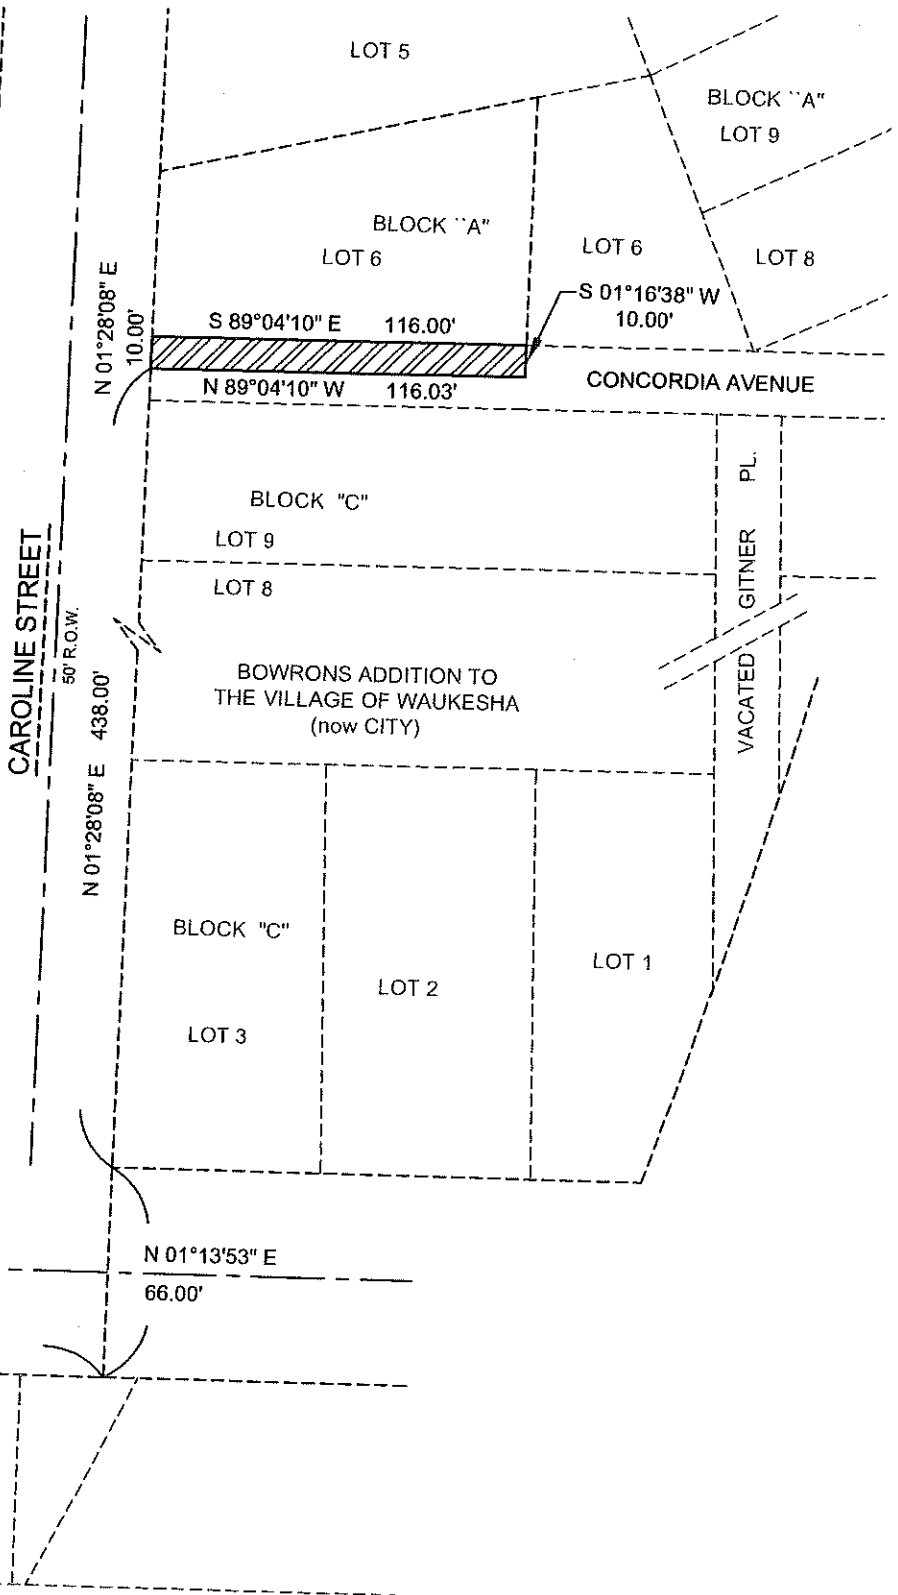 LOT 5
BLOCK ``A"
LOT 9
BLOCK ``A"
LOT 6
LOT 6
LOT 8
N 01°28'08" E
10.00'
S 89°04'10" E 116.00'
S 01°16'38" W
10.00'
N 89°04'10" W 116.03'
CONCORDIA AVENUE
BLOCK "C"
LOT 9
LOT 8
VACATED GITNER PL.
CAROLINE STREET
50' R.O.W.
N 01°28'08" E 438.00'
BOWRONS ADDITION TO
THE VILLAGE OF WAUKESHA
(now CITY)
BLOCK "C"
LOT 3
LOT 2
LOT 1
N 01°13'53" E
66.00'